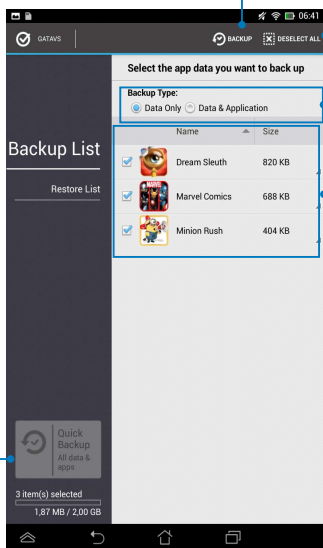 06:41
GATAVS
BACKUP
DESELECT ALL
Select the app data you want to back up
Backup Type:
Data Only
Data & Application
Name
Size
Backup List
Restore List
Dream Sleuth
820 KB
Marvel Comics
688 KB
Minion Rush
404 KB
Quick
Backup
All data &
apps
3 item(s) selected
1,87 MB / 2,00 GB